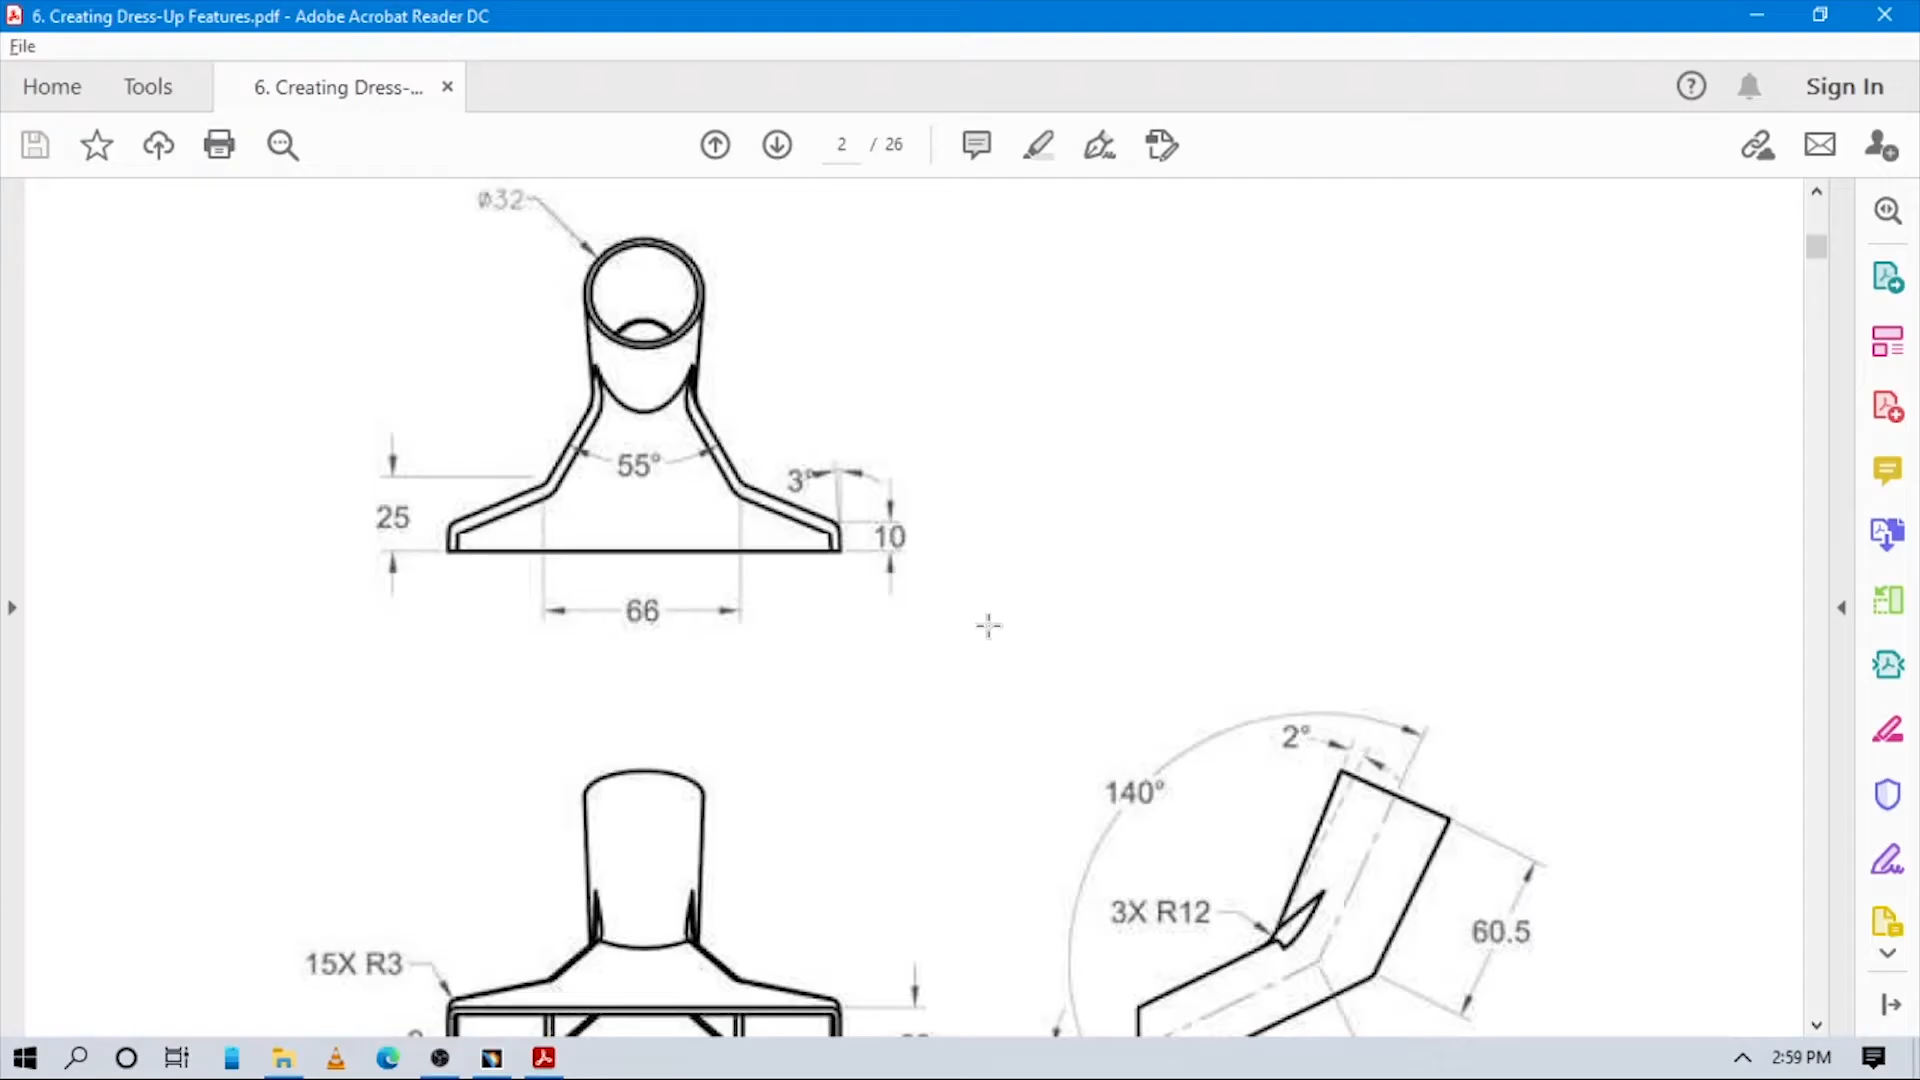 6. Creating Dress-Up Features.pdf - Adobe Acrobat Reader DC
File
Home
Tools
6. Creating Dress-...
Sign In
2 / 26
ø32
55°
3°
25
10
66
2°
140°
3X R12
60.5
15X R3
2:59 PM